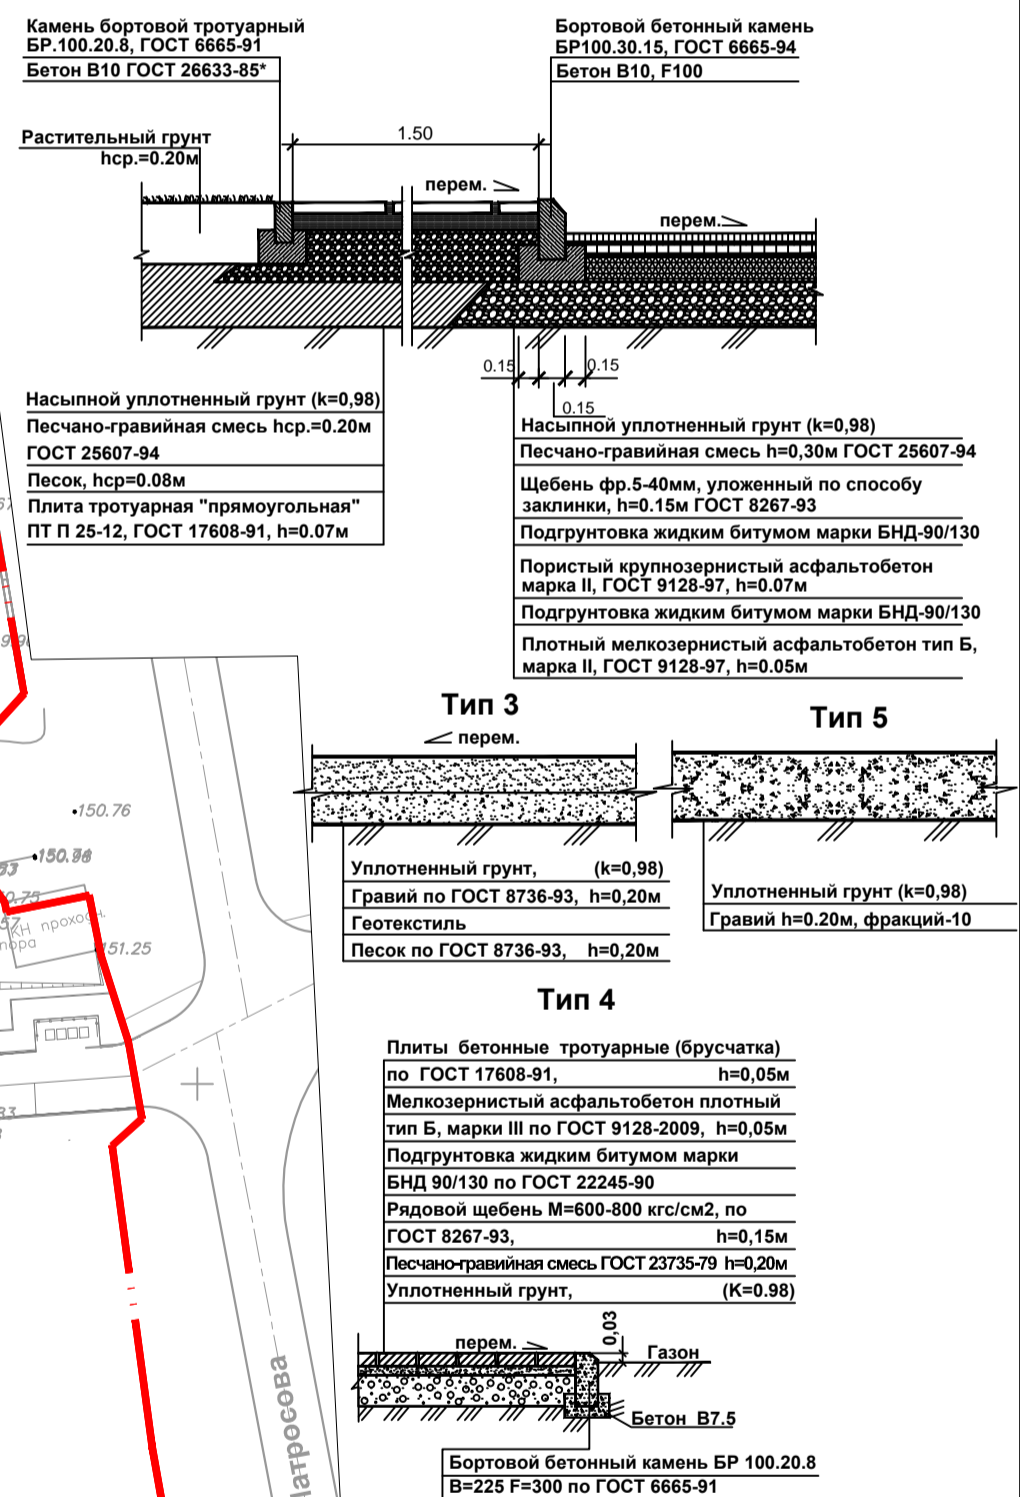 Камень бортовой тротуарный
БР.100.20.8, ГОСТ 6665-91
Бетон В10 ГОСТ 26633-85*
Бортовой бетонный камень
БР100.30.15, ГОСТ 6665-94
Бетон В10, F100
Растительный грунт
hср.=0.20м
1.50
перем.
перем.
0.15
0.15
0.15
Насыпной уплотненный грунт (k=0,98)
Песчано-гравийная смесь hср.=0.20м
ГОСТ 25607-94
Песок, hср=0.08м
Плита тротуарная "прямоугольная"
ПТ П 25-12, ГОСТ 17608-91, h=0.07м
Насыпной уплотненный грунт (k=0,98)
Песчано-гравийная смесь h=0,30м ГОСТ 25607-94
Щебень фр.5-40мм, уложенный по способу
заклинки, h=0.15м ГОСТ 8267-93
Подгрунтовка жидким битумом марки БНД-90/130
Пористый крупнозернистый асфальтобетон
марка II, ГОСТ 9128-97, h=0.07м
Подгрунтовка жидким битумом марки БНД-90/130
Плотный мелкозернистый асфальтобетон тип Б,
марка II, ГОСТ 9128-97, h=0.05м
Тип 3
перем.
Уплотненный грунт, (k=0,98)
Гравий по ГОСТ 8736-93, h=0,20м
Геотекстиль
Песок по ГОСТ 8736-93, h=0,20м
Тип 5
Уплотненный грунт (k=0,98)
Гравий h=0.20м, фракций-10
Тип 4
Плиты бетонные тротуарные (брусчатка)
по ГОСТ 17608-91, h=0,05м
Мелкозернистый асфальтобетон плотный
тип Б, марки III по ГОСТ 9128-2009, h=0,05м
Подгрунтовка жидким битумом марки
БНД 90/130 по ГОСТ 22245-90
Рядовой щебень М=600-800 кгс/см2, по
ГОСТ 8267-93, h=0,15м
Песчано-гравийная смесь ГОСТ 23735-79 h=0,20м
Уплотненный грунт, (К=0.98)
перем.
0,03
Газон
Бетон В7.5
Бортовой бетонный камень БР 100.20.8
В=225 F=300 по ГОСТ 6665-91
150.76
151.25
КН проходн.